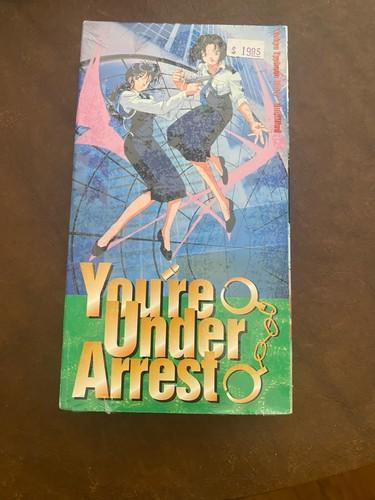 $ 1995
You're
Under
Arrest